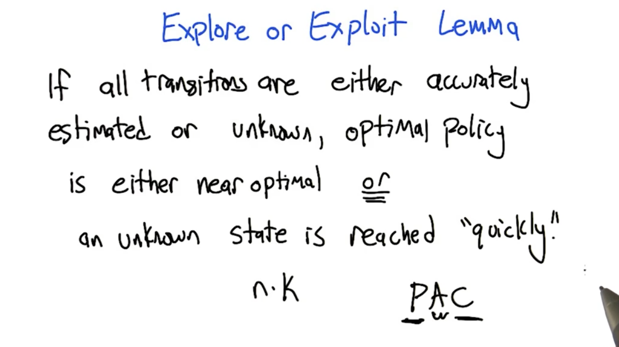 Explore or Exploit Lemma
If all transitions are either accurately
estimated or unknown, optimal policy
is either near optimal or
an unknown state is reached "quickly."
n·K PAC